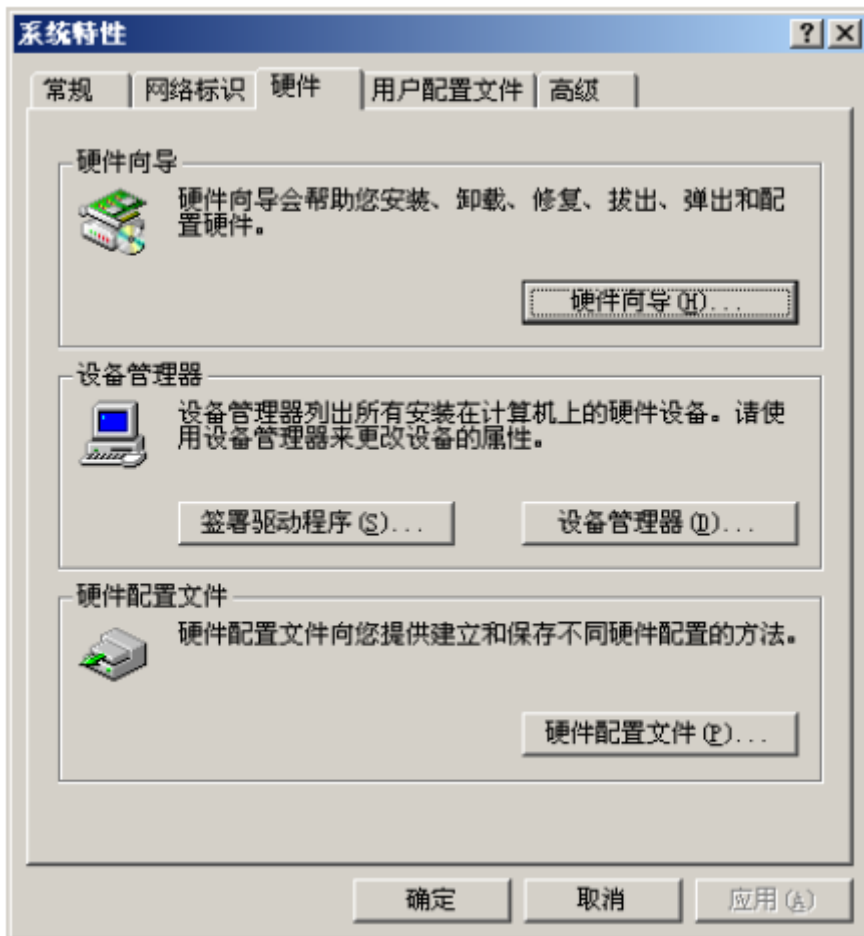 系统特性
常规 网络标识 硬件 用户配置文件 高级
硬件向导
硬件向导会帮助您安装、卸载、修复、拔出、弹出和配
置硬件。
硬件向导(H)...
设备管理器
设备管理器列出所有安装在计算机上的硬件设备。请使
用设备管理器来更改设备的属性。
签署驱动程序(S)... 设备管理器(D)...
硬件配置文件
硬件配置文件向您提供建立和保存不同硬件配置的方法。
硬件配置文件(P)...
确定 取消 应用(A)